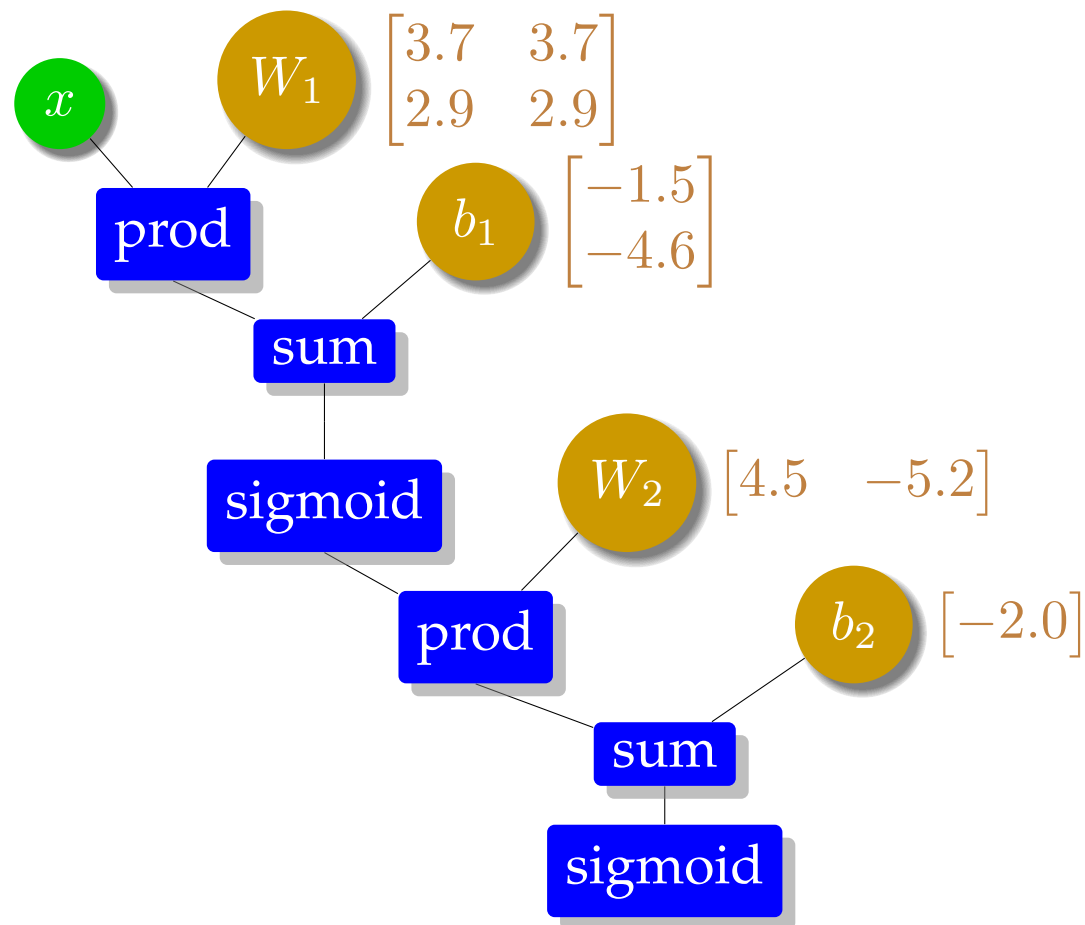 x
W₁
3.7 3.7
2.9 2.9
prod
b₁
−1.5
−4.6
sum
sigmoid
W₂
[4.5 −5.2]
prod
b₂
[−2.0]
sum
sigmoid